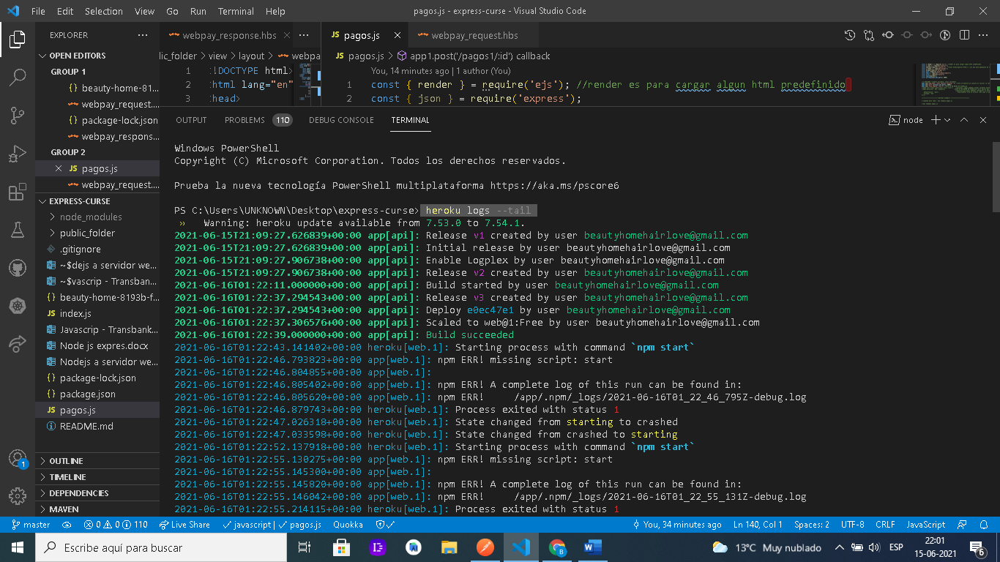 File Edit Selection View Go Run Terminal Help
pagos.js - express-curse - Visual Studio Code
EXPLORER
OPEN EDITORS
GROUP 1
{} beauty-home-81...
webpay_request....
{} package-lock.json
webpay_respons...
GROUP 2
JS pagos.js
webpay_request....
EXPRESS-CURSE
node_modules
public_folder
.gitignore
~$dejs a servidor we...
~$vascrip - Transban...
{} beauty-home-8193b-f...
JS index.js
Javascrip - Transbank...
Node js expres.docx
Nodejs a servidor we...
{} package-lock.json
{} package.json
JS pagos.js
README.md
OUTLINE
TIMELINE
DEPENDENCIES
MAVEN
webpay_response.hbs
lic_folder > view > layout > webpa
1 !DOCTYPE html>
2 html lang="en"
3 head>
JS pagos.js
webpay_request.hbs
JS pagos.js > app1.post('/pagos1/:id') callback
You, 14 minutes ago | 1 author (You)
1 const { render } = require('ejs'); //render es para cargar algun html predefinido
2 const { json } = require('express');
OUTPUT PROBLEMS 110 DEBUG CONSOLE TERMINAL
node
Windows PowerShell
Copyright (C) Microsoft Corporation. Todos los derechos reservados.
Prueba la nueva tecnología PowerShell multiplataforma https://aka.ms/pscore6
PS C:\Users\UNKNOWN\Desktop\express-curse> heroku logs --tail
» Warning: heroku update available from 7.53.0 to 7.54.1.
2021-06-15T21:09:27.626839+00:00 app[api]: Release v1 created by user beautyhomehairlove@gmail.com
2021-06-15T21:09:27.626839+00:00 app[api]: Initial release by user beautyhomehairlove@gmail.com
2021-06-15T21:09:27.906738+00:00 app[api]: Enable Logplex by user beautyhomehairlove@gmail.com
2021-06-15T21:09:27.906738+00:00 app[api]: Release v2 created by user beautyhomehairlove@gmail.com
2021-06-16T01:22:11.000000+00:00 app[api]: Build started by user beautyhomehairlove@gmail.com
2021-06-16T01:22:37.294543+00:00 app[api]: Release v3 created by user beautyhomehairlove@gmail.com
2021-06-16T01:22:37.294543+00:00 app[api]: Deploy e0ec47e1 by user beautyhomehairlove@gmail.com
2021-06-16T01:22:37.306576+00:00 app[api]: Scaled to web@1:Free by user beautyhomehairlove@gmail.com
2021-06-16T01:22:39.000000+00:00 app[api]: Build succeeded
2021-06-16T01:22:43.141402+00:00 heroku[web.1]: Starting process with command `npm start`
2021-06-16T01:22:46.793823+00:00 app[web.1]: npm ERR! missing script: start
2021-06-16T01:22:46.804855+00:00 app[web.1]:
2021-06-16T01:22:46.805402+00:00 app[web.1]: npm ERR! A complete log of this run can be found in:
2021-06-16T01:22:46.805620+00:00 app[web.1]: npm ERR! /app/.npm/_logs/2021-06-16T01_22_46_795Z-debug.log
2021-06-16T01:22:46.879743+00:00 heroku[web.1]: Process exited with status 1
2021-06-16T01:22:47.026318+00:00 heroku[web.1]: State changed from starting to crashed
2021-06-16T01:22:47.033598+00:00 heroku[web.1]: State changed from crashed to starting
2021-06-16T01:22:52.137918+00:00 heroku[web.1]: Starting process with command `npm start`
2021-06-16T01:22:55.130275+00:00 app[web.1]: npm ERR! missing script: start
2021-06-16T01:22:55.145300+00:00 app[web.1]:
2021-06-16T01:22:55.145820+00:00 app[web.1]: npm ERR! A complete log of this run can be found in:
2021-06-16T01:22:55.146042+00:00 app[web.1]: npm ERR! /app/.npm/_logs/2021-06-16T01_22_55_131Z-debug.log
2021-06-16T01:22:55.214115+00:00 heroku[web.1]: Process exited with status 1
1
master 0 0 110 Live Share javascript | pagos.js Quokka You, 34 minutes ago Ln 140, Col 1 Spaces: 2 UTF-8 CRLF JavaScript
Escribe aquí para buscar
13°C Muy nublado
ESP
22:01
15-06-2021
6